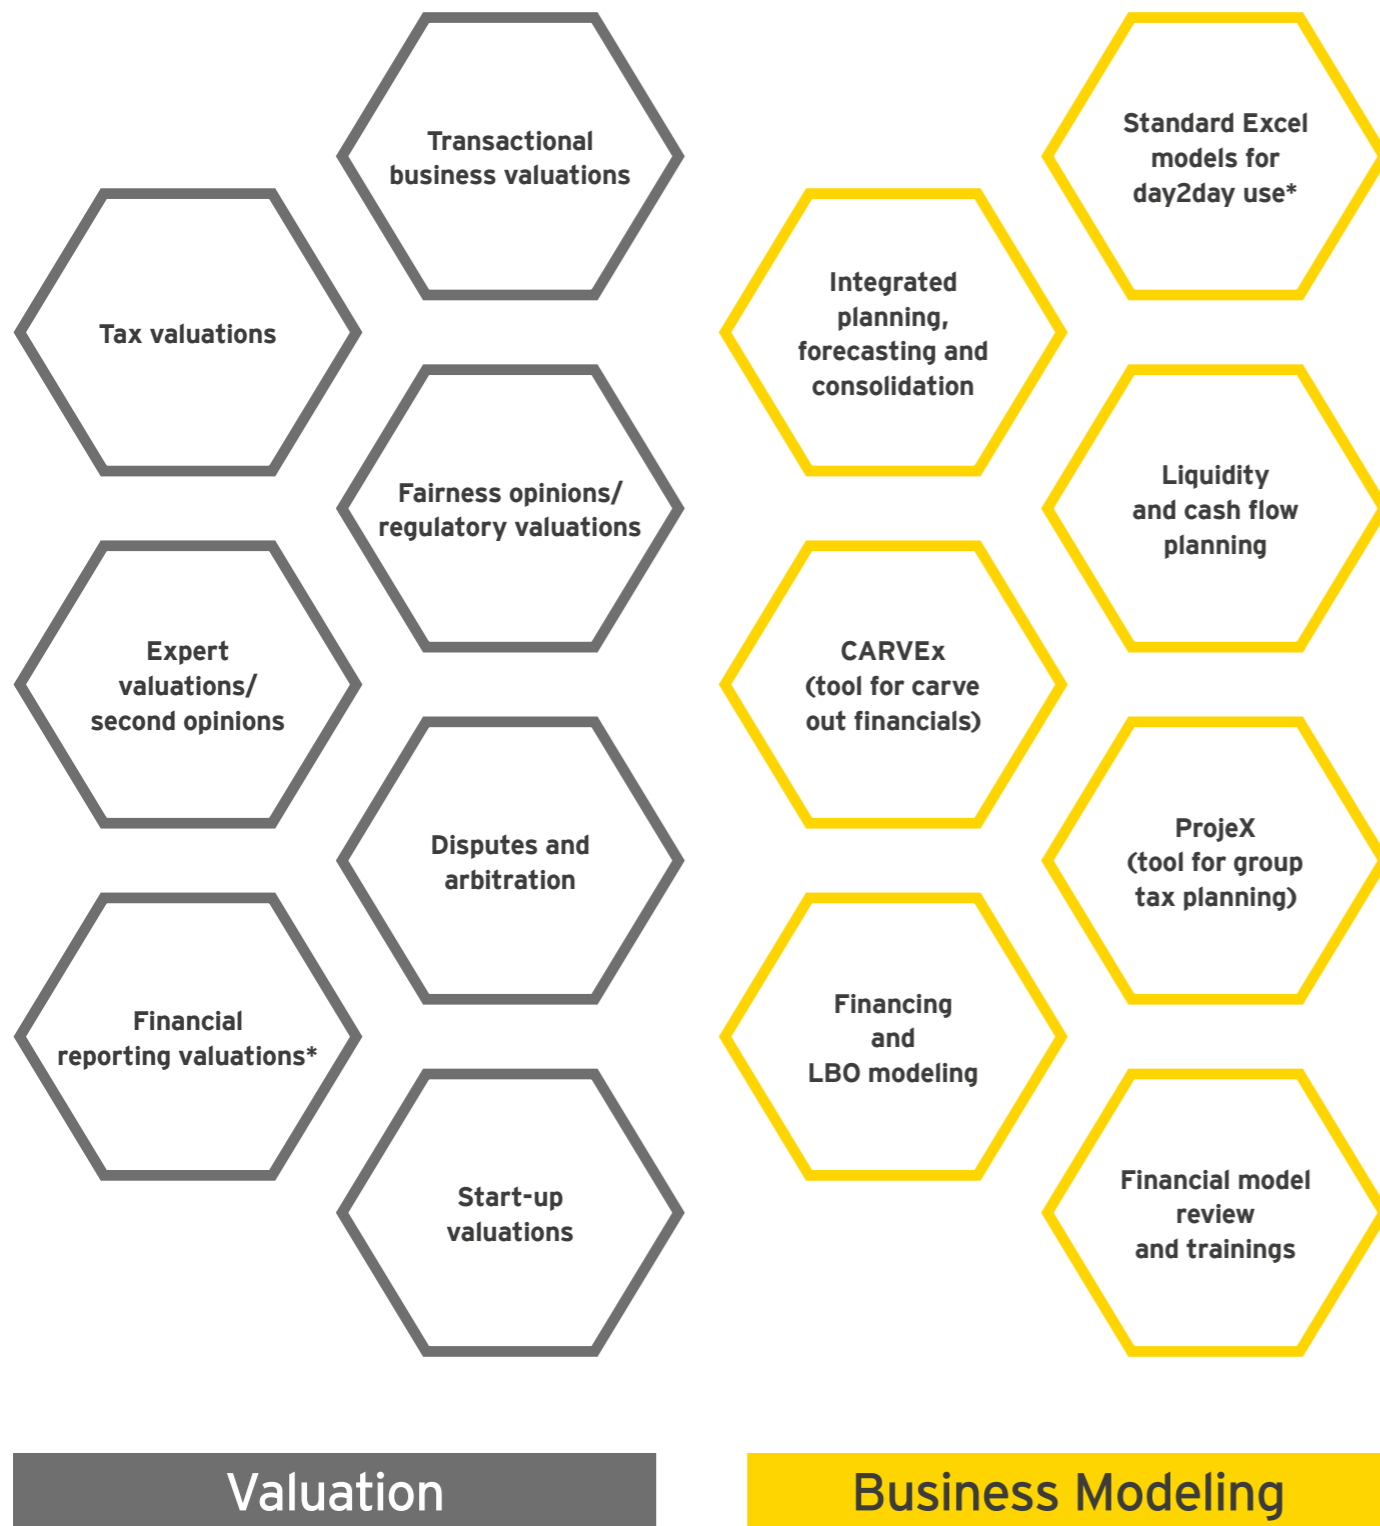 Transactional
business valuations
Tax valuations
Fairness opinions/
regulatory valuations
Expert
valuations/
second opinions
Disputes and
arbitration
Financial
reporting valuations*
Start-up
valuations
Valuation
Standard Excel
models for
day2day use*
Integrated
planning,
forecasting and
consolidation
Liquidity
and cash flow
planning
CARVEx
(tool for carve
out financials)
ProjeX
(tool for group
tax planning)
Financing
and
LBO modeling
Financial model
review
and trainings
Business Modeling